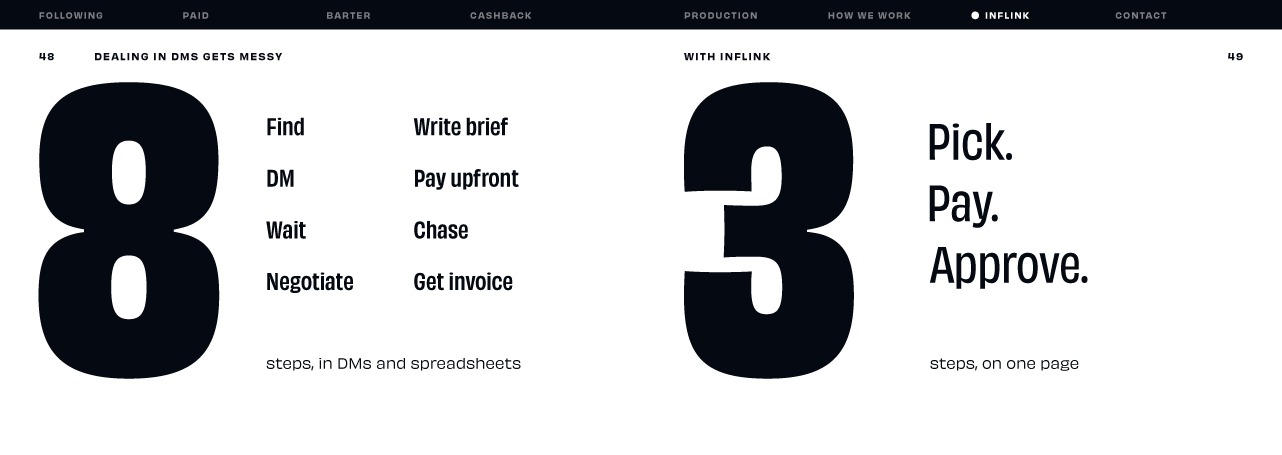 FOLLOWING PAID BARTER CASHBACK PRODUCTION HOW WE WORK INFLINK CONTACT
48 DEALING IN DMS GETS MESSY
8
Find
DM
Wait
Negotiate
Write brief
Pay upfront
Chase
Get invoice
steps, in DMs and spreadsheets
WITH INFLINK 49
3
Pick.
Pay.
Approve.
steps, on one page